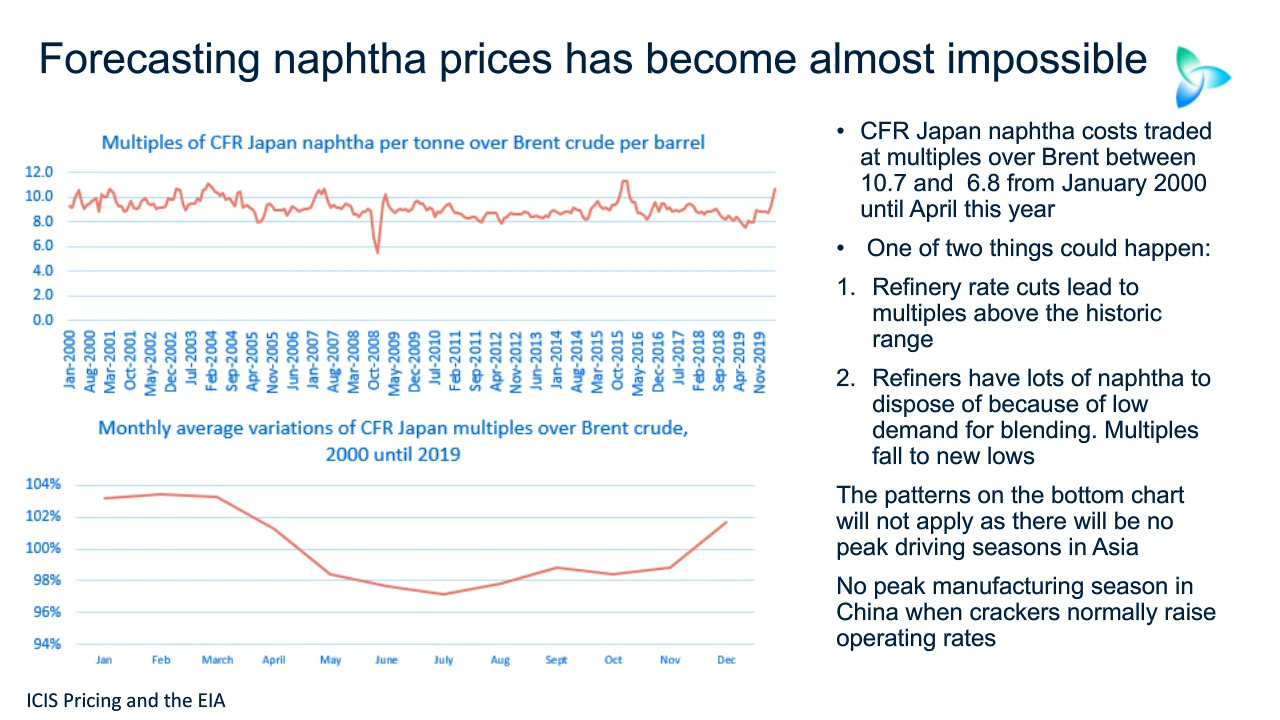 Forecasting naphtha prices has become almost impossible
Multiples of CFR Japan naphtha per tonne over Brent crude per barrel
12.0
10.0
8.0
6.0
4.0
2.0
0.0
Jan-2000
Aug-2000
Mar-2001
Oct-2001
May-2002
Dec-2002
Jul-2003
Feb-2004
Sep-2004
Apr-2005
Nov-2005
Jun-2006
Jan-2007
Aug-2007
Mar-2008
Oct-2008
May-2009
Dec-2009
Jul-2010
Feb-2011
Sep-2011
Apr-2012
Nov-2012
Jun-2013
Jan-2014
Aug-2014
Mar-2015
Oct-2015
May-2016
Dec-2016
Jul-2017
Feb-2018
Sep-2018
Apr-2019
Nov-2019
Monthly average variations of CFR Japan multiples over Brent crude,
2000 until 2019
104%
102%
100%
98%
96%
94%
Jan
Feb
March
April
May
June
July
Aug
Sept
Oct
Nov
Dec
ICIS Pricing and the EIA
• CFR Japan naphtha costs traded
at multiples over Brent between
10.7 and 6.8 from January 2000
until April this year
• One of two things could happen:
1. Refinery rate cuts lead to
multiples above the historic
range
2. Refiners have lots of naphtha to
dispose of because of low
demand for blending. Multiples
fall to new lows
The patterns on the bottom chart
will not apply as there will be no
peak driving seasons in Asia
No peak manufacturing season in
China when crackers normally raise
operating rates